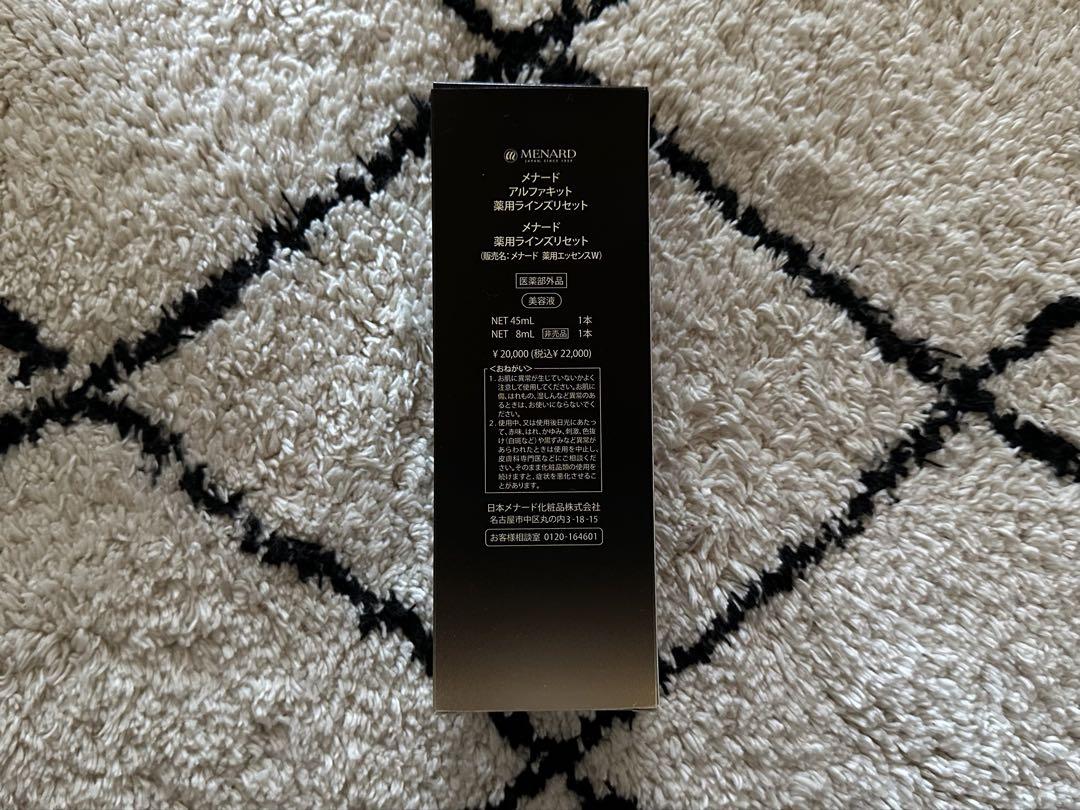 MENARD
JAPAN, SINCE 1959
メナード
アルファキット
薬用ラインズリセット
メナード
薬用ラインズリセット
(販売名:メナード 薬用エッセンスW)
医薬部外品
美容液
NET 45mL 1本
NET 8mL 非売品 1本
¥20,000(税込¥22,000)
<おねがい>
1.お肌に異常が生じていないかよく
注意して使用してください。お肌に
傷、はれもの、湿しんなど異常のあ
るときは、お使いにならないでく
ださい。
2.使用中、又は使用後日光にあたっ
て、赤味、はれ、かゆみ、刺激、色抜
け(白斑など)や黒ずみなど異常が
あらわれたときは使用を中止し、
皮膚科専門医などにご相談くだ
さい。そのまま化粧品類の使用を
続けますと、症状を悪化させるこ
とがあります。
日本メナード化粧品株式会社
名古屋市中区丸の内3-18-15
お客様相談室 0120-164601